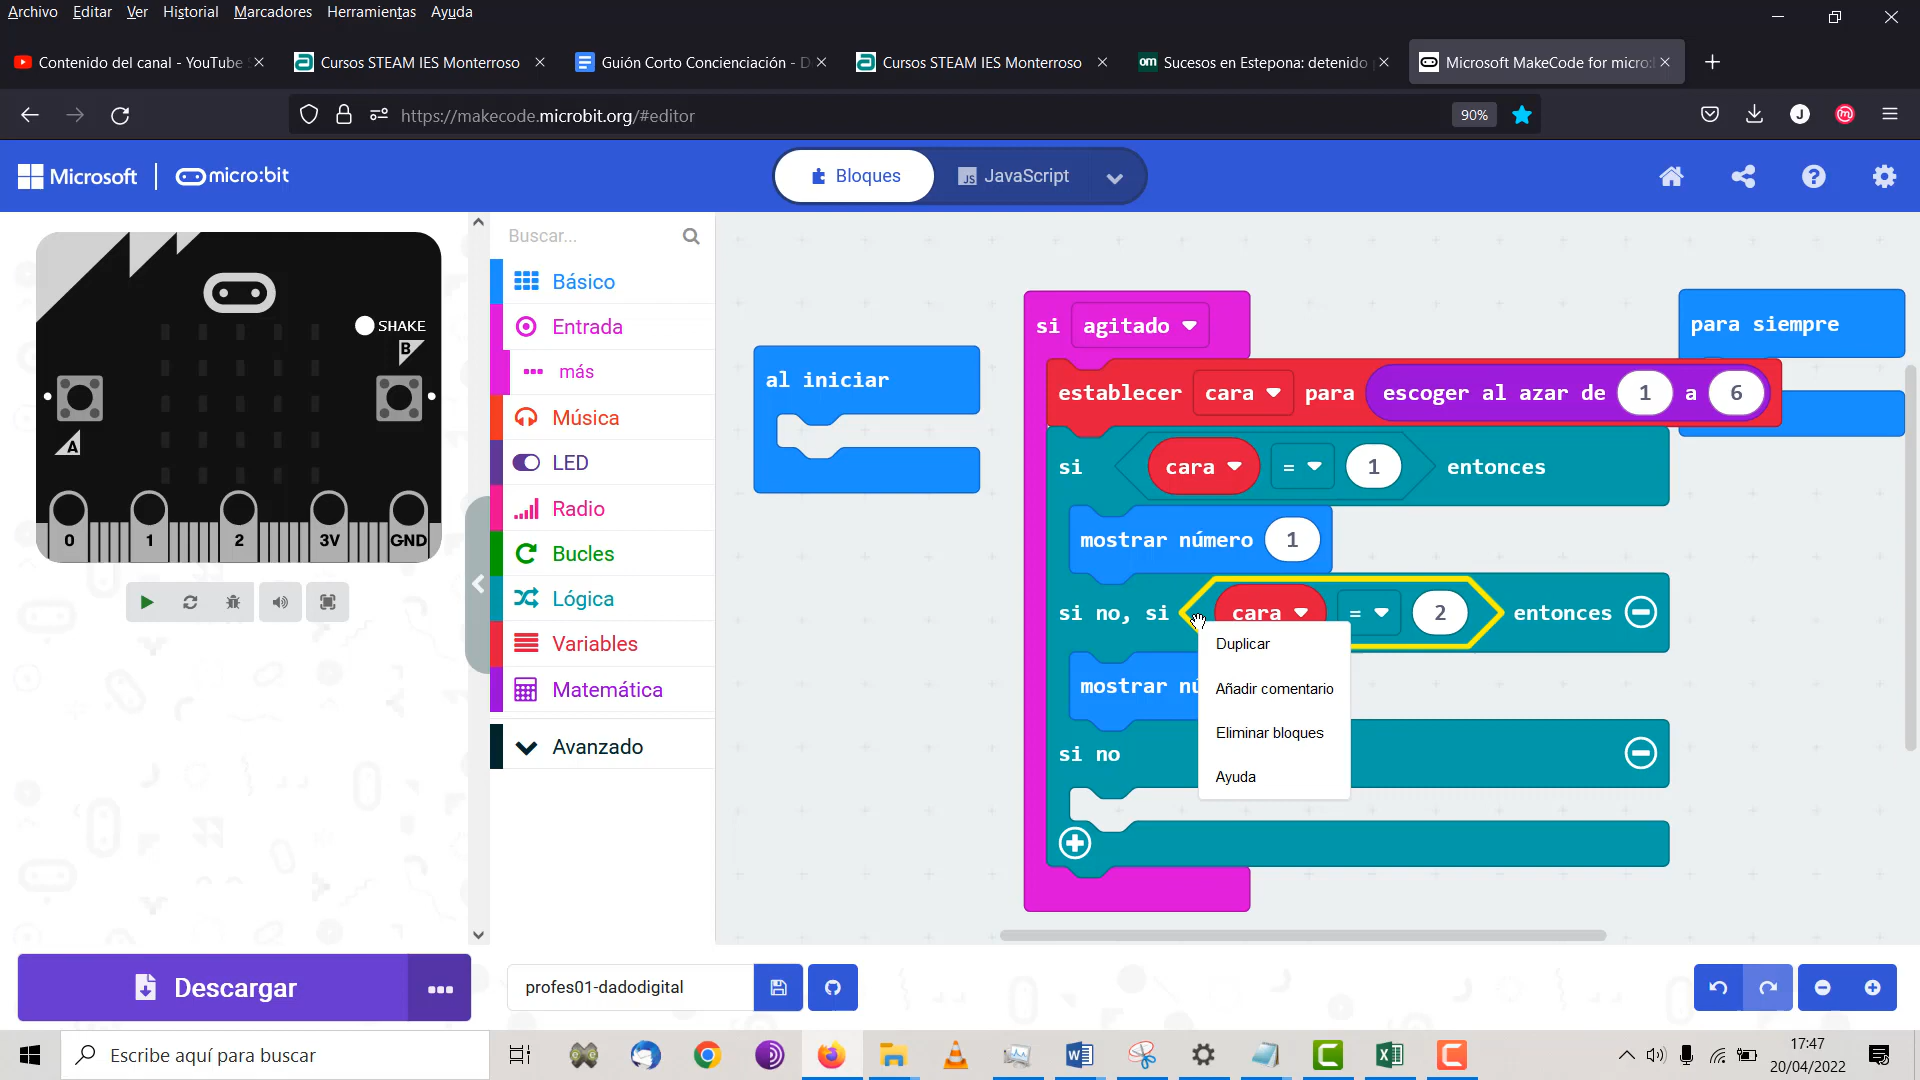 Archivo Editar Ver Historial Marcadores Herramientas Ayuda
Contenido del canal - YouTube
Cursos STEAM IES Monterroso
Guión Corto Concienciación - D
Cursos STEAM IES Monterroso
om Sucesos en Estepona: detenido
Microsoft MakeCode for micro:
https://makecode.microbit.org/#editor
90%
J
m
Microsoft
micro:bit
Bloques
JS JavaScript
SHAKE
B
A
0 1 2 3V GND
Buscar...
Básico
Entrada
más
Música
LED
Radio
Bucles
Lógica
Variables
Matemática
Avanzado
al iniciar
si agitado
establecer cara para escoger al azar de 1 a 6
si cara = 1 entonces
mostrar número 1
si no, si cara = 2 entonces
mostrar nú
si no
para siempre
Duplicar
Añadir comentario
Eliminar bloques
Ayuda
Descargar
profes01-dadodigital
Escribe aquí para buscar
17:47
20/04/2022